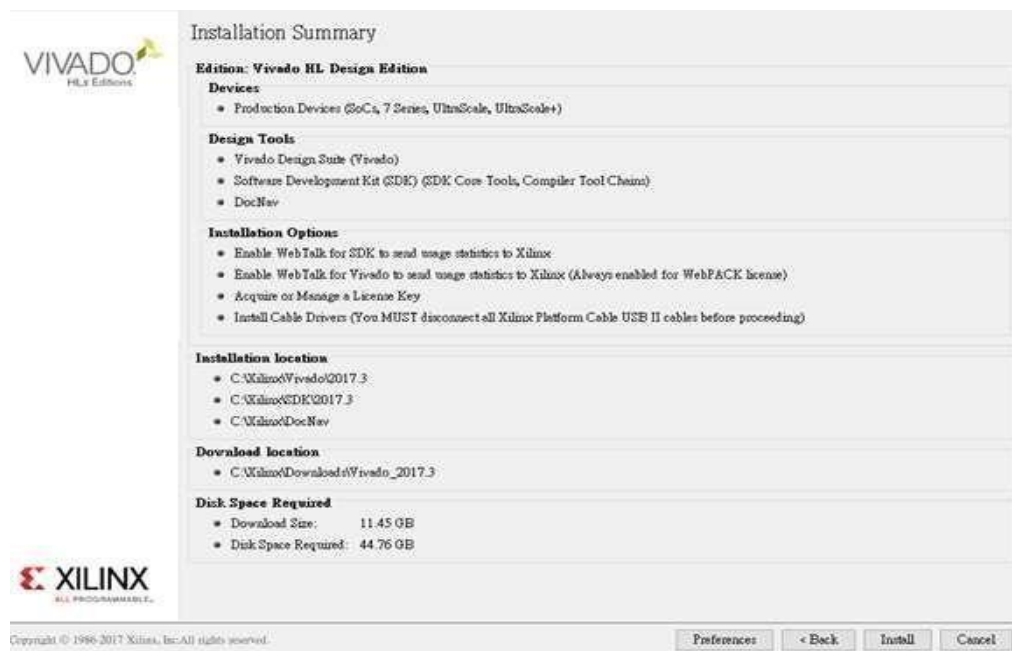 Installation Summary
VIVADO.
HLx Editions
Edition: Vivado HL Design Edition
Devices
• Production Devices (SoCs, 7 Series, UltraScale, UltraScale+)
Design Tools
• Vivado Design Suite (Vivado)
• Software Development Kit (SDK) (SDK Core Tools, Compiler Tool Chains)
• DocNav
Installation Options
• Enable WebTalk for SDK to send usage statistics to Xilinx
• Enable WebTalk for Vivado to send usage statistics to Xilinx (Always enabled for WebPACK license)
• Acquire or Manage a License Key
• Install Cable Drivers (You MUST disconnect all Xilinx Platform Cable USB II cables before proceeding)
Installation location
• C:\Xilinx\Vivado\2017.3
• C:\Xilinx\SDK\2017.3
• C:\Xilinx\DocNav
Download location
• C:\Xilinx\Downloads\Vivado_2017.3
Disk Space Required
• Download Size: 11.45 GB
• Disk Space Required: 44.76 GB
XILINX
ALL PROGRAMMABLE.
Copyright © 1986-2017 Xilinx, Inc.All rights reserved.
Preferences < Back Install Cancel